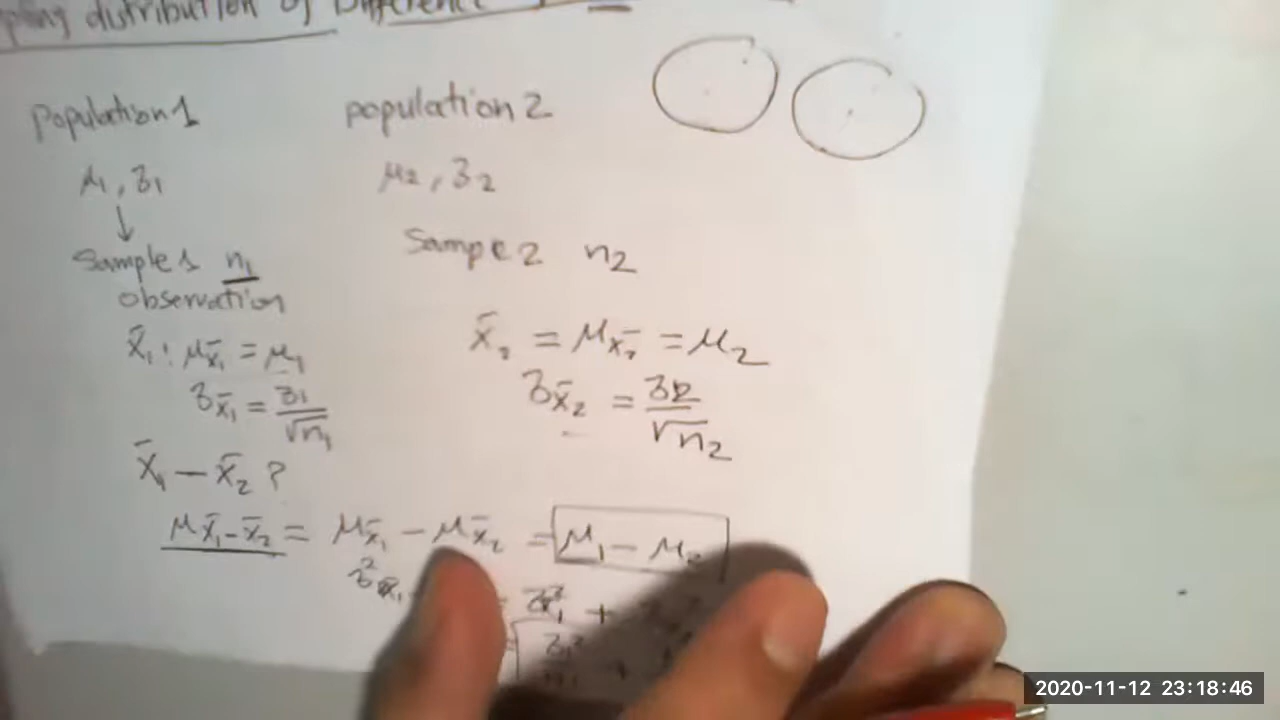 distribution of Difference
Population 1 population 2
μ₁, σ₁ μ₂, σ₂
Sample 1 n₁ Sampe 2 n₂
observation
x̄₁ : μx̄₁ = μ₁ x̄₂ = μx̄₂ = μ₂
σx̄₁ = σ₁/√n₁ σx̄₂ = σ₂/√n₂
x̄₁ - x̄₂ ?
μx̄₁-x̄₂ = μx̄₁ - μx̄₂ = μ₁ - μ₂
2020-11-12 23:18:46